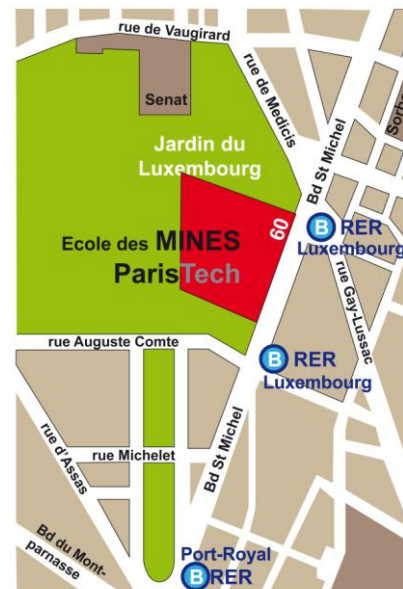 rue de Vaugirard
rue de Medicis
Senat
Sorbo
Jardin du
Luxembourg
Bd St Michel
60
B RER
Luxembourg
Ecole des MINES
ParisTech
rue Gay-Lussac
rue Auguste Comte
B RER
Luxembourg
rue d'Assas
rue Michelet
Bd St Michel
Bd du Mont-
parnasse
Port-Royal
B RER